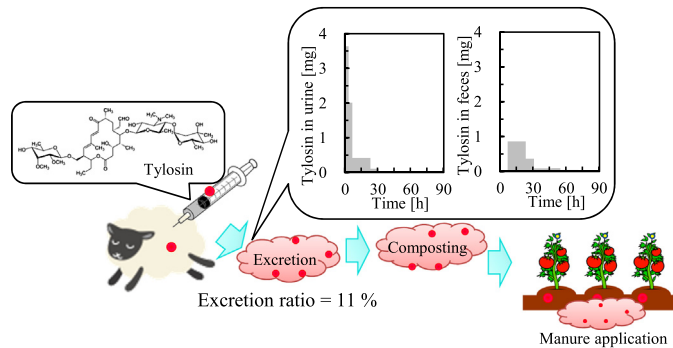 Tylosin
Tylosin in urine [mg]
4
3
2
1
0
0 30 60 90
Time [h]
Tylosin in feces [mg]
4
3
2
1
0
0 30 60 90
Time [h]
Excretion
Composting
Excretion ratio = 11 %
Manure application